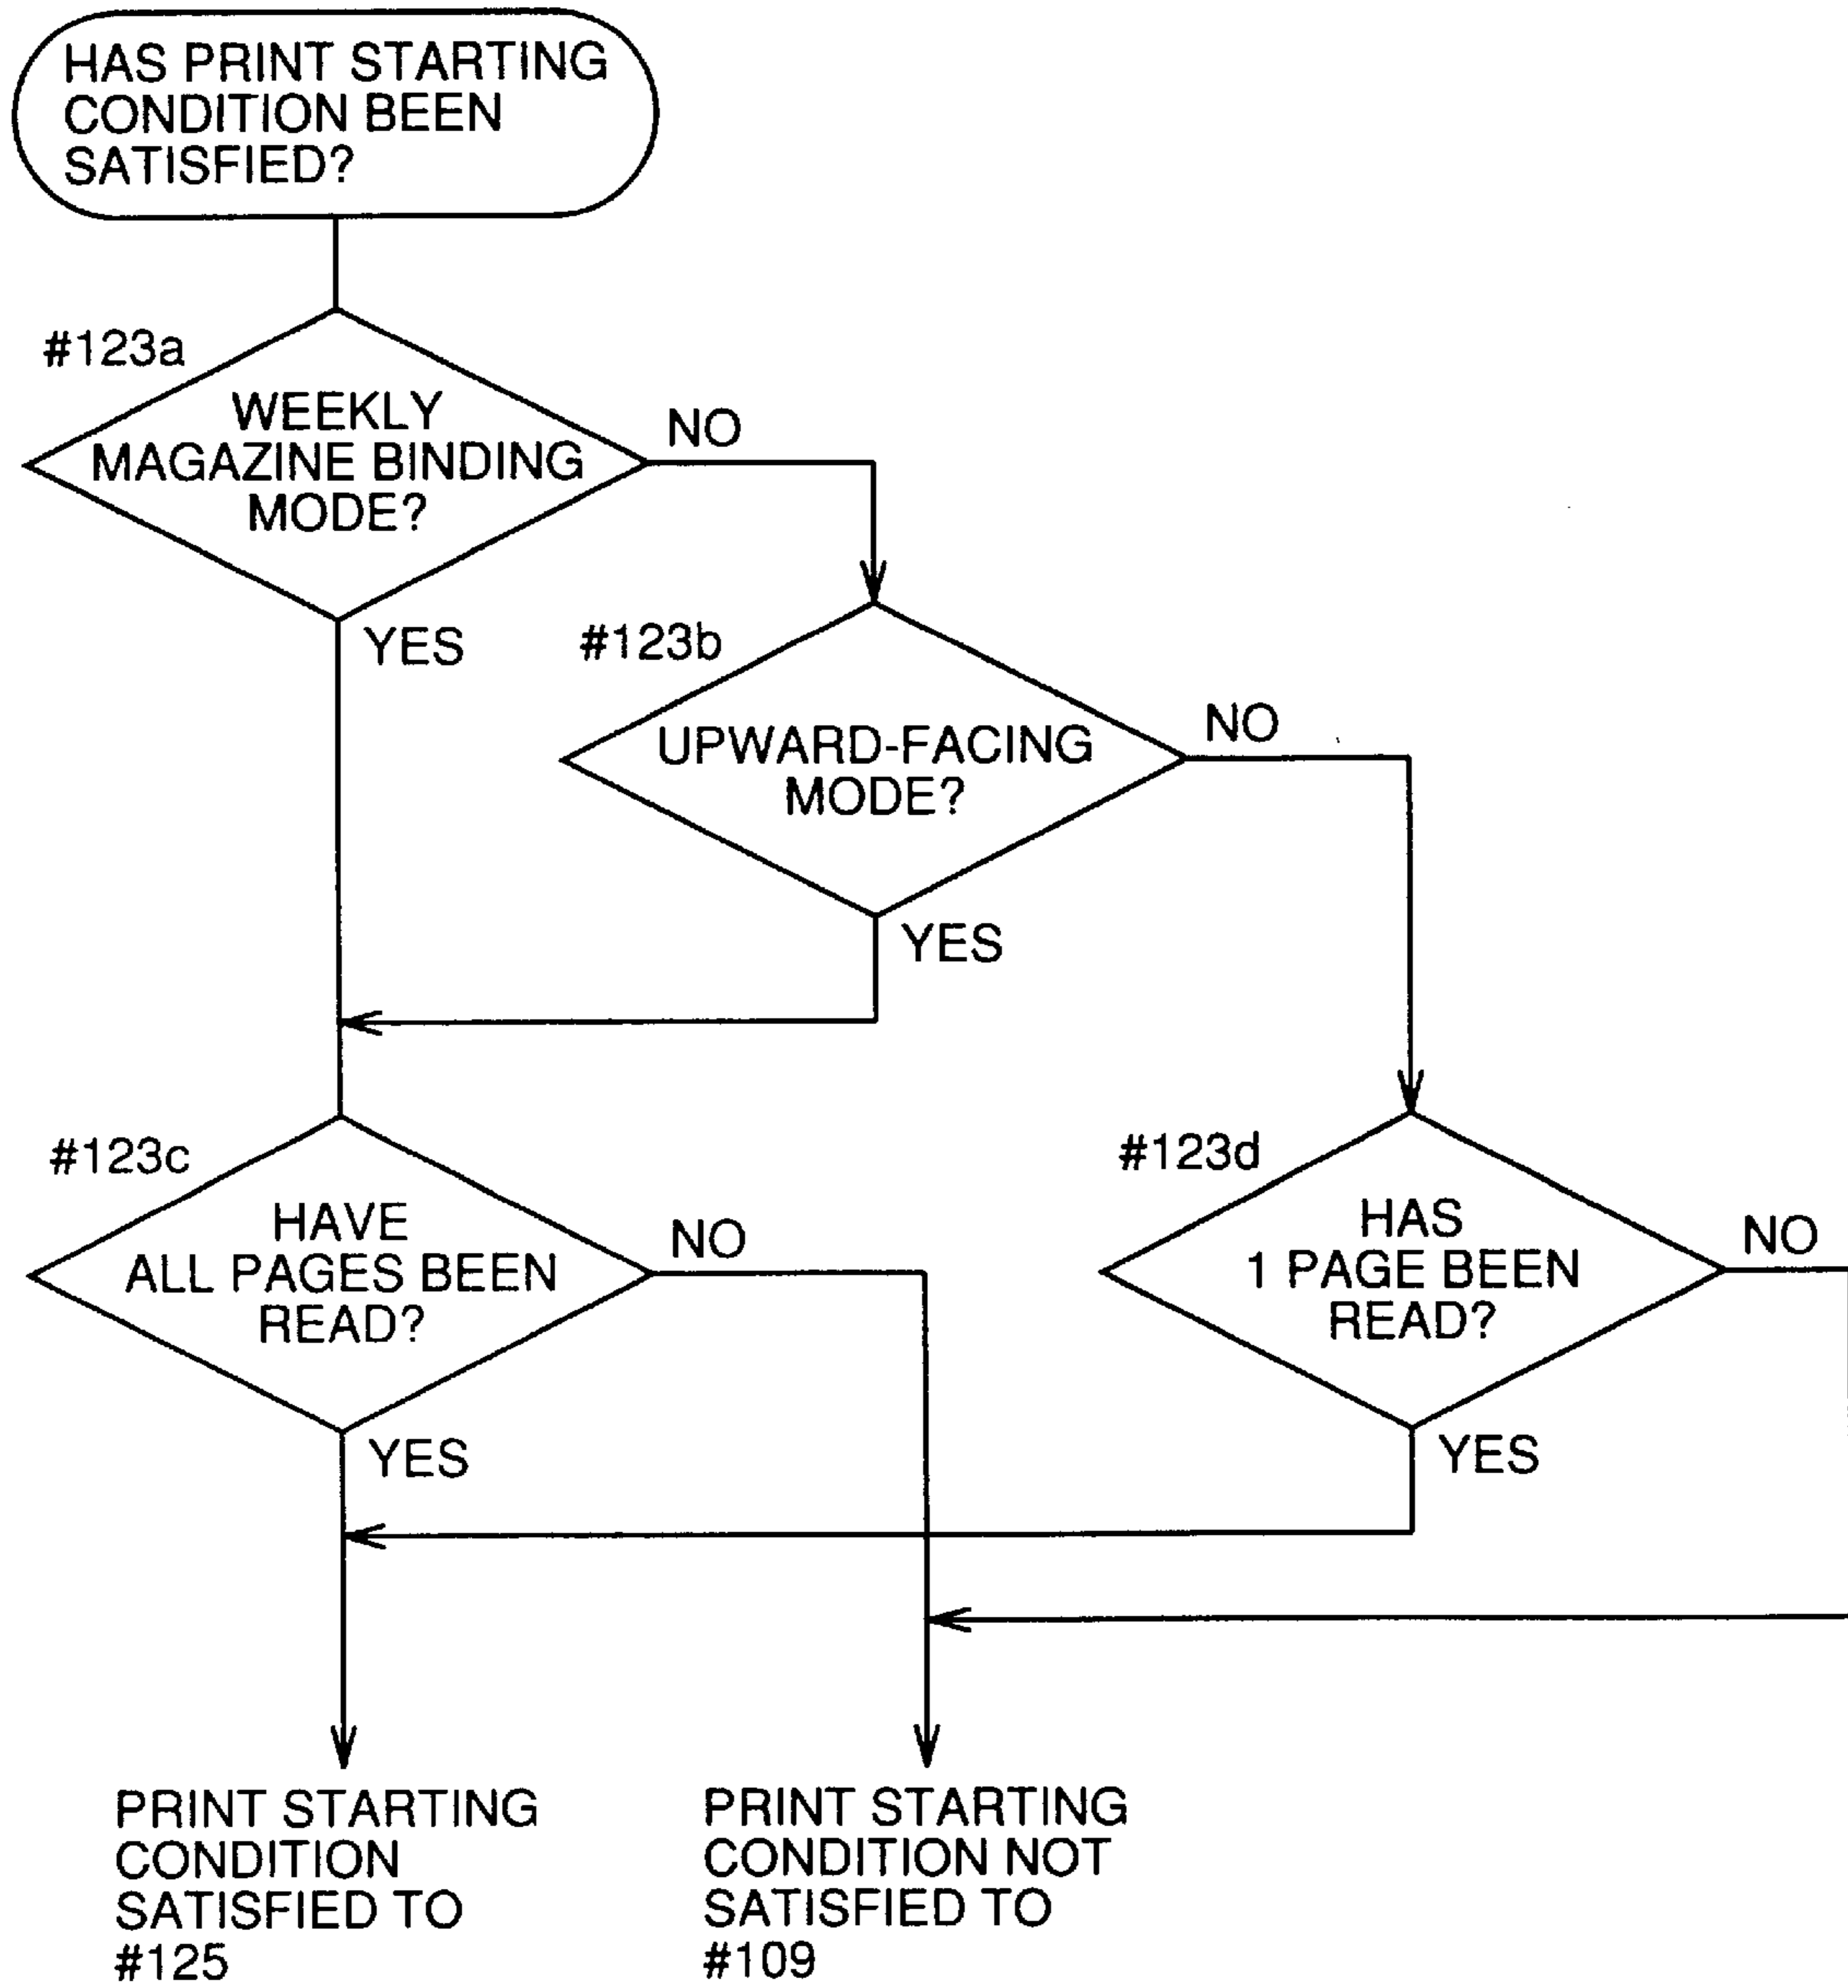 HAS PRINT STARTING
CONDITION BEEN
SATISFIED?
#123a
WEEKLY
MAGAZINE BINDING
MODE?
NO
YES
#123b
UPWARD-FACING
MODE?
NO
YES
#123c
HAVE
ALL PAGES BEEN
READ?
NO
YES
#123d
HAS
1 PAGE BEEN
READ?
NO
YES
PRINT STARTING
CONDITION
SATISFIED TO
#125
PRINT STARTING
CONDITION NOT
SATISFIED TO
#109